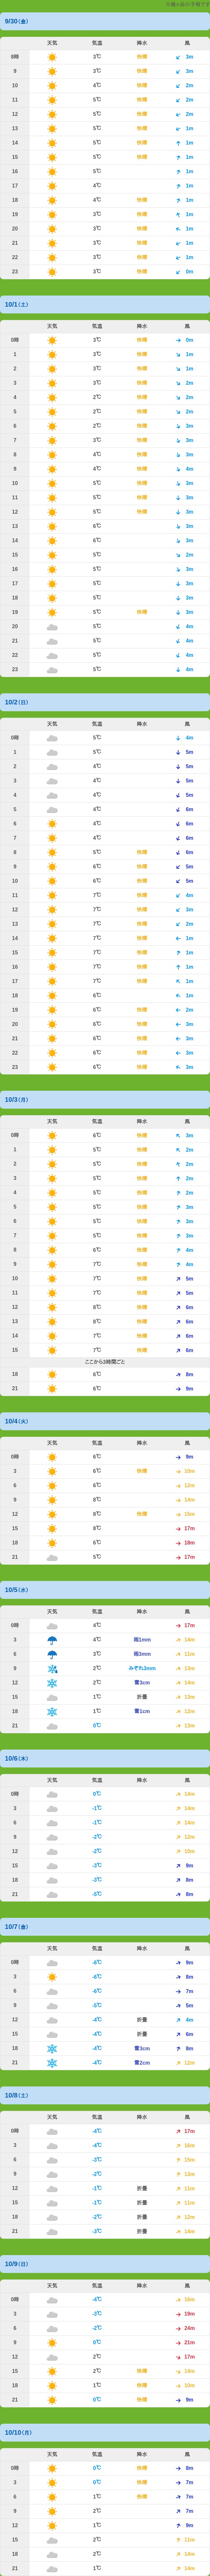 の予報です
9/30(金)
天気 気温 降水 風
8時 3℃ 快晴 3m
9 3℃ 快晴 2m
10 4℃ 快晴 2m
11 5℃ 快晴 2m
12 5℃ 快晴 2m
13 5℃ 快晴 1m
14 5℃ 快晴 1m
15 5℃ 快晴 1m
16 5℃ 1m
17 4℃ 1m
18 4℃ 快晴 1m
19 3℃ 快晴 1m
20 3℃ 快晴 1m
21 3℃ 快晴 1m
22 3℃ 快晴 1m
23 3℃ 快晴 0m
10/1(土)
天気 気温 降水 風
0時 3℃ 快晴 0m
1 3℃ 快晴 1m
2 3℃ 快晴 1m
3 3℃ 快晴 2m
4 2℃ 快晴 2m
5 2℃ 快晴 2m
6 2℃ 快晴 3m
7 3℃ 快晴 3m
8 4℃ 快晴 3m
9 4℃ 快晴 4m
10 5℃ 快晴 3m
11 5℃ 快晴 3m
12 5℃ 快晴 3m
13 6℃ 3m
14 6℃ 3m
15 5℃ 2m
16 5℃ 3m
17 5℃ 3m
18 5℃ 3m
19 5℃ 快晴 3m
20 5℃ 4m
21 5℃ 4m
22 5℃ 4m
23 5℃ 4m
10/2(日)
天気 気温 降水 風
0時 5℃ 4m
1 5℃ 5m
2 4℃ 5m
3 4℃ 5m
4 4℃ 5m
5 4℃ 6m
6 4℃ 6m
7 4℃ 6m
8 5℃ 快晴 6m
9 6℃ 快晴 5m
10 6℃ 快晴 5m
11 7℃ 快晴 4m
12 7℃ 快晴 3m
13 7℃ 快晴 2m
14 7℃ 快晴 1m
15 7℃ 快晴 1m
16 7℃ 快晴 1m
17 7℃ 快晴 1m
18 6℃ 1m
19 6℃ 快晴 2m
20 6℃ 快晴 3m
21 6℃ 快晴 3m
22 6℃ 快晴 3m
23 6℃ 快晴 3m
10/3(月)
天気 気温 降水 風
0時 6℃ 快晴 3m
1 5℃ 快晴 2m
2 5℃ 快晴 2m
3 5℃ 快晴 2m
4 5℃ 快晴 2m
5 5℃ 快晴 3m
6 5℃ 快晴 3m
7 5℃ 快晴 3m
8 6℃ 快晴 4m
9 7℃ 快晴 4m
10 7℃ 快晴 5m
11 7℃ 快晴 5m
12 8℃ 快晴 6m
13 8℃ 快晴 6m
14 7℃ 快晴 6m
15 7℃ 快晴 6m
ここから3時間ごと
18 6℃ 8m
21 6℃ 9m
10/4(火)
天気 気温 降水 風
0時 6℃ 9m
3 6℃ 快晴 10m
6 6℃ 12m
9 8℃ 14m
12 8℃ 快晴 15m
15 8℃ 17m
18 6℃ 18m
21 5℃ 17m
10/5(水)
天気 気温 降水 風
0時 4℃ 17m
3 4℃ 雨1mm 14m
6 3℃ 雨3mm 11m
9 2℃ みぞれ3mm 13m
12 2℃ 雪3cm 14m
15 1℃ 折畳 13m
18 1℃ 雪1cm 12m
21 0℃ 13m
10/6(木)
天気 気温 降水 風
0時 0℃ 14m
3 -1℃ 14m
6 -1℃ 14m
9 -2℃ 12m
12 -2℃ 10m
15 -3℃ 9m
18 -3℃ 8m
21 -5℃ 8m
10/7(金)
天気 気温 降水 風
0時 -6℃ 9m
3 -6℃ 8m
6 -6℃ 7m
9 -5℃ 5m
12 -4℃ 折畳 4m
15 -4℃ 折畳 6m
18 -4℃ 雪3cm 8m
21 -4℃ 雪2cm 12m
10/8(土)
天気 気温 降水 風
0時 -4℃ 17m
3 -4℃ 16m
6 -3℃ 15m
9 -2℃ 13m
12 -1℃ 折畳 11m
15 -1℃ 折畳 11m
18 -2℃ 折畳 12m
21 -3℃ 折畳 14m
10/9(日)
天気 気温 降水 風
0時 -4℃ 16m
3 -3℃ 19m
6 -2℃ 24m
9 0℃ 21m
12 2℃ 17m
15 2℃ 快晴 14m
18 1℃ 快晴 10m
21 0℃ 快晴 9m
10/10(月)
天気 気温 降水 風
0時 0℃ 快晴 8m
3 0℃ 快晴 7m
6 1℃ 快晴 7m
9 2℃ 7m
12 1℃ 9m
15 2℃ 11m
18 2℃ 14m
21 1℃ 14m